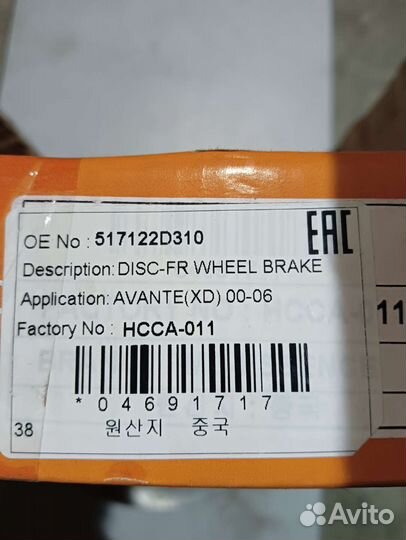 OE No : 517122D310
EAC
Description: DISC-FR WHEEL BRAKE
Application: AVANTE(XD) 00-06
Factory No : HCCA-011
11
*04691717
38 원산지 중국
Avito